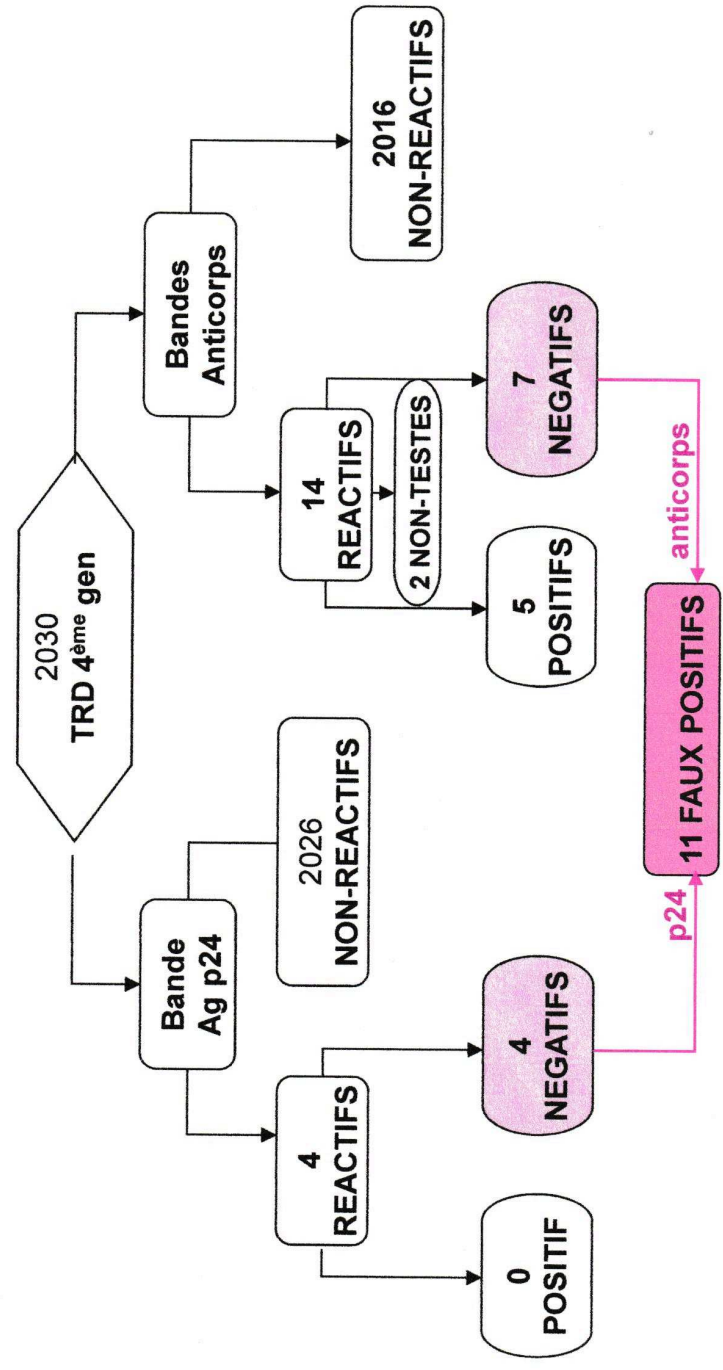 2030
TRD 4ème gen
Bande
Ag p24
Bandes
Anticorps
4
REACTIFS
2026
NON-REACTIFS
14
REACTIFS
2016
NON-REACTIFS
2 NON-TESTES
0
POSITIF
4
NEGATIFS
5
POSITIFS
7
NEGATIFS
p24
anticorps
11 FAUX POSITIFS